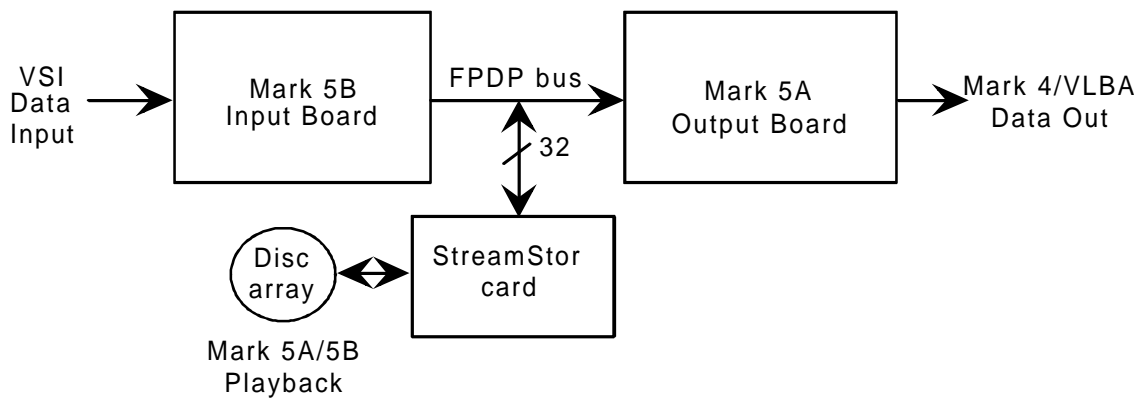 VSI
Data
Input
Mark 5B
Input Board
FPDP bus
Mark 5A
Output Board
Mark 4/VLBA
Data Out
32
StreamStor
card
Disc
array
Mark 5A/5B
Playback